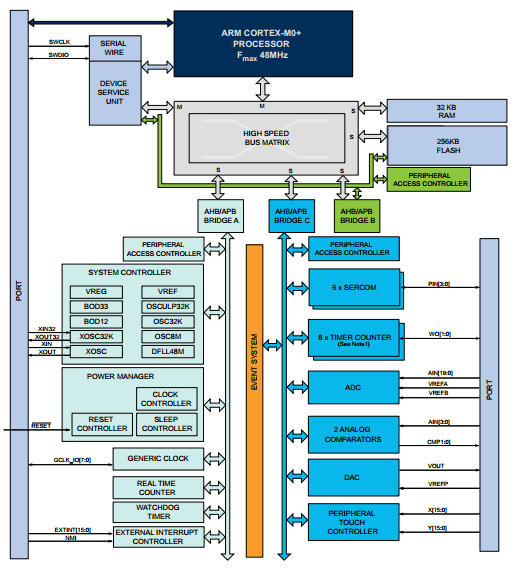 ARM CORTEX-M0+
PROCESSOR
Fmax 48MHz
SWCLK
SWDIO
SERIAL
WIRE
DEVICE
SERVICE
UNIT
M
M
HIGH SPEED
BUS MATRIX
S
S
S
S
S
32 KB
RAM
256KB
FLASH
PERIPHERAL
ACCESS CONTROLLER
AHB/APB
BRIDGE A
AHB/APB
BRIDGE C
AHB/APB
BRIDGE B
PORT
PERIPHERAL
ACCESS CONTROLLER
SYSTEM CONTROLLER
VREG
VREF
BOD33
OSCULP32K
BOD12
OSC32K
XOSC32K
OSC8M
XOSC
DFLL48M
XIN32
XOUT32
XIN
XOUT
POWER MANAGER
CLOCK
CONTROLLER
RESET
CONTROLLER
SLEEP
CONTROLLER
RESET
GCLK_IO[7:0]
GENERIC CLOCK
REAL TIME
COUNTER
WATCHDOG
TIMER
EXTINT[15:0]
NMI
EXTERNAL INTERRUPT
CONTROLLER
EVENT SYSTEM
PERIPHERAL
ACCESS CONTROLLER
6 x SERCOM
PIN[3:0]
8 x TIMER COUNTER
(See Note1)
WO[1:0]
ADC
AIN[19:0]
VREFA
VREFB
2 ANALOG
COMPARATORS
AIN[3:0]
CMP1:0]
DAC
VOUT
VREFP
PERIPHERAL
TOUCH
CONTROLLER
X[15:0]
Y[15:0]
PORT